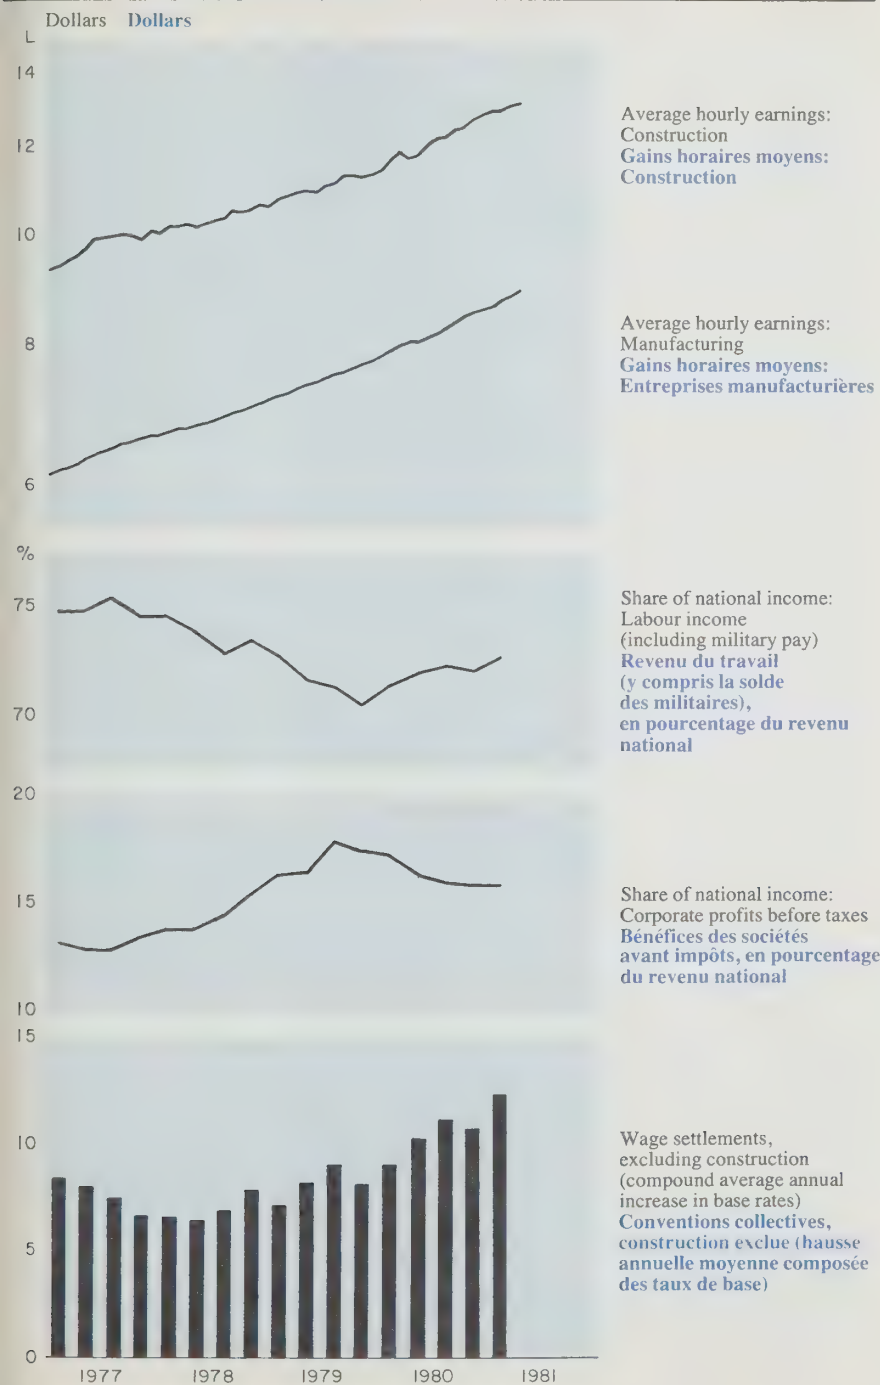 Dollars Dollars
L
14
12
10
8
6
Average hourly earnings:
Construction
Gains horaires moyens:
Construction
Average hourly earnings:
Manufacturing
Gains horaires moyens:
Entreprises manufacturières
%
75
70
Share of national income:
Labour income
(including military pay)
Revenu du travail
(y compris la solde
des militaires),
en pourcentage du revenu
national
20
15
10
Share of national income:
Corporate profits before taxes
Bénéfices des sociétés
avant impôts, en pourcentage
du revenu national
15
10
5
0
Wage settlements,
excluding construction
(compound average annual
increase in base rates)
Conventions collectives,
construction exclue (hausse
annuelle moyenne composée
des taux de base)
1977 1978 1979 1980 1981